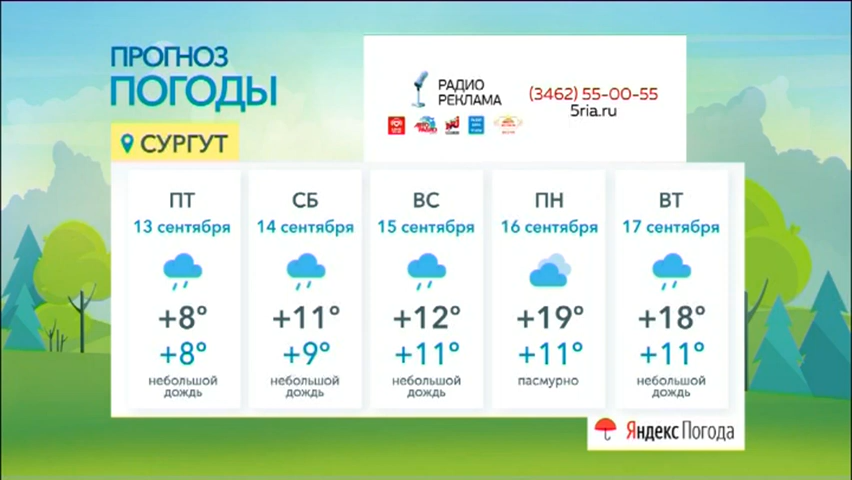 ПРОГНОЗ
ПОГОДЫ
СУРГУТ
РАДИО
РЕКЛАМА
(3462) 55-00-55
5ria.ru
ПТ
13 сентября
+8°
+8°
небольшой
дождь
СБ
14 сентября
+11°
+9°
небольшой
дождь
ВС
15 сентября
+12°
+11°
небольшой
дождь
ПН
16 сентября
+19°
+11°
пасмурно
ВТ
17 сентября
+18°
+11°
небольшой
дождь
Яндекс Погода